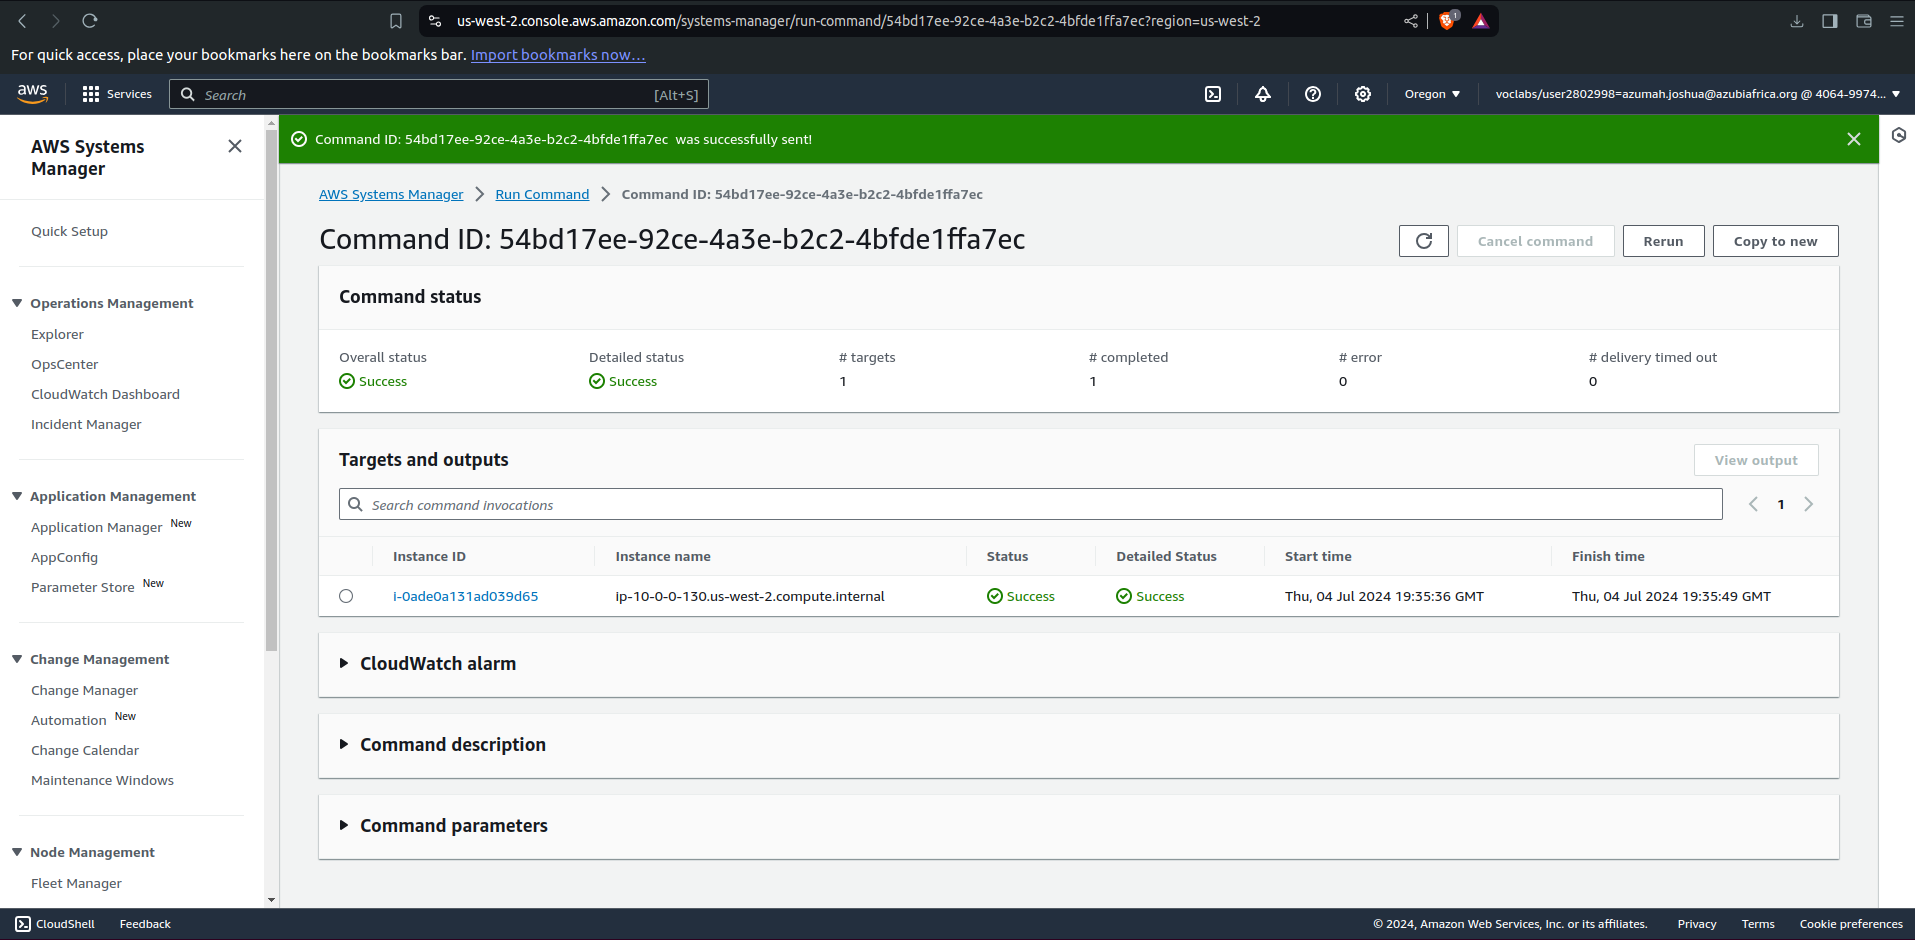 us-west-2.console.aws.amazon.com/systems-manager/run-command/54bd17ee-92ce-4a3e-b2c2-4bfde1ffa7ec?region=us-west-2
1
For quick access, place your bookmarks here on the bookmarks bar. Import bookmarks now...
aws Services Search [Alt+S] Oregon voclabs/user2802998=azumah.joshua@azubiafrica.org @ 4064-9974...
AWS Systems
Manager
Quick Setup
Operations Management
Explorer
OpsCenter
CloudWatch Dashboard
Incident Manager
Application Management
Application Manager New
AppConfig
Parameter Store New
Change Management
Change Manager
Automation New
Change Calendar
Maintenance Windows
Node Management
Fleet Manager
Command ID: 54bd17ee-92ce-4a3e-b2c2-4bfde1ffa7ec was successfully sent!
AWS Systems Manager Run Command Command ID: 54bd17ee-92ce-4a3e-b2c2-4bfde1ffa7ec
Command ID: 54bd17ee-92ce-4a3e-b2c2-4bfde1ffa7ec
Cancel command Rerun Copy to new
Command status
Overall status Detailed status # targets # completed # error # delivery timed out
Success Success 1 1 0 0
Targets and outputs
View output
Search command invocations
1
Instance ID Instance name Status Detailed Status Start time Finish time
i-0ade0a131ad039d65 ip-10-0-0-130.us-west-2.compute.internal Success Success Thu, 04 Jul 2024 19:35:36 GMT Thu, 04 Jul 2024 19:35:49 GMT
CloudWatch alarm
Command description
Command parameters
CloudShell Feedback © 2024, Amazon Web Services, Inc. or its affiliates. Privacy Terms Cookie preferences